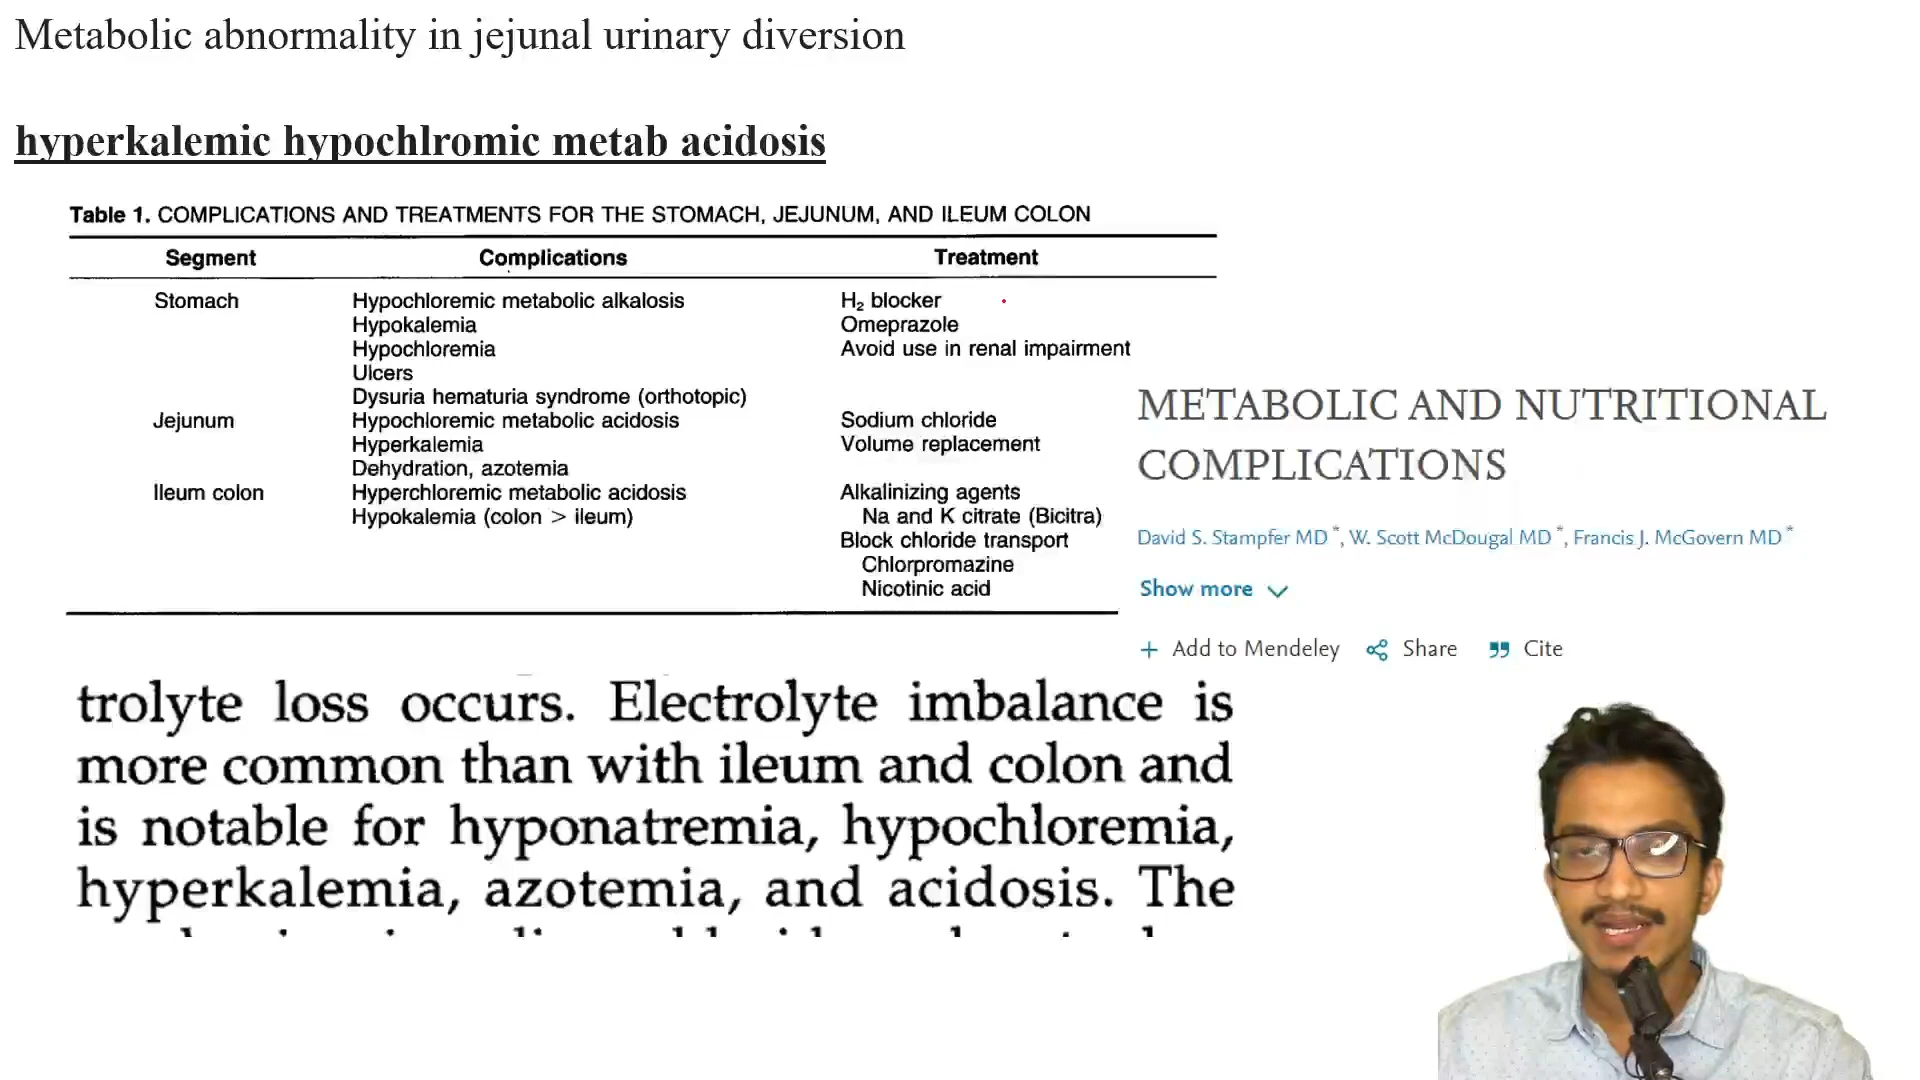 Metabolic abnormality in jejunal urinary diversion
hyperkalemic hypochlromic metab acidosis
Table 1. COMPLICATIONS AND TREATMENTS FOR THE STOMACH, JEJUNUM, AND ILEUM COLON
Segment Complications Treatment
Stomach Hypochloremic metabolic alkalosis H₂ blocker
Hypokalemia Omeprazole
Hypochloremia Avoid use in renal impairment
Ulcers
Dysuria hematuria syndrome (orthotopic)
Jejunum Hypochloremic metabolic acidosis Sodium chloride
Hyperkalemia Volume replacement
Dehydration, azotemia
Ileum colon Hyperchloremic metabolic acidosis Alkalinizing agents
Hypokalemia (colon > ileum) Na and K citrate (Bicitra)
Block chloride transport
Chlorpromazine
Nicotinic acid
METABOLIC AND NUTRITIONAL
COMPLICATIONS
David S. Stampfer MD *, W. Scott McDougal MD *, Francis J. McGovern MD *
Show more
+ Add to Mendeley Share Cite
trolyte loss occurs. Electrolyte imbalance is
more common than with ileum and colon and
is notable for hyponatremia, hypochloremia,
hyperkalemia, azotemia, and acidosis. The